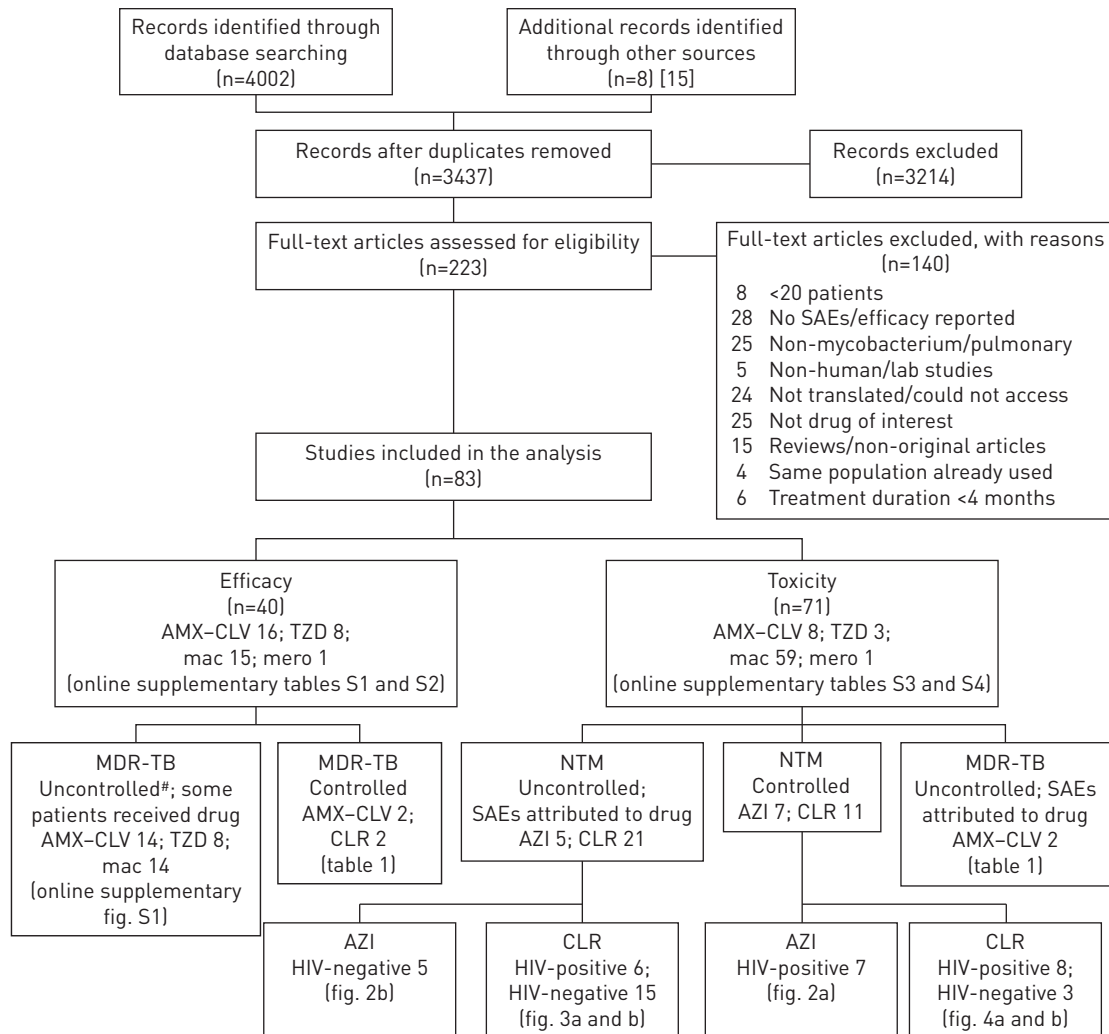 Records identified through
database searching
(n=4002)
Additional records identified
through other sources
(n=8) [15]
Records after duplicates removed
(n=3437)
Records excluded
(n=3214)
Full-text articles assessed for eligibility
(n=223)
Full-text articles excluded, with reasons
(n=140)
8 <20 patients
28 No SAEs/efficacy reported
25 Non-mycobacterium/pulmonary
5 Non-human/lab studies
24 Not translated/could not access
25 Not drug of interest
15 Reviews/non-original articles
4 Same population already used
6 Treatment duration <4 months
Studies included in the analysis
(n=83)
Efficacy
(n=40)
AMX–CLV 16; TZD 8;
mac 15; mero 1
(online supplementary tables S1 and S2)
Toxicity
(n=71)
AMX–CLV 8; TZD 3;
mac 59; mero 1
(online supplementary tables S3 and S4)
MDR-TB
Uncontrolled#; some
patients received drug
AMX–CLV 14; TZD 8;
mac 14
(online supplementary
fig. S1)
MDR-TB
Controlled
AMX–CLV 2;
CLR 2
(table 1)
NTM
Uncontrolled;
SAEs attributed to drug
AZI 5; CLR 21
NTM
Controlled
AZI 7; CLR 11
MDR-TB
Uncontrolled; SAEs
attributed to drug
AMX–CLV 2
(table 1)
AZI
HIV-negative 5
(fig. 2b)
CLR
HIV-positive 6;
HIV-negative 15
(fig. 3a and b)
AZI
HIV-positive 7
(fig. 2a)
CLR
HIV-positive 8;
HIV-negative 3
(fig. 4a and b)